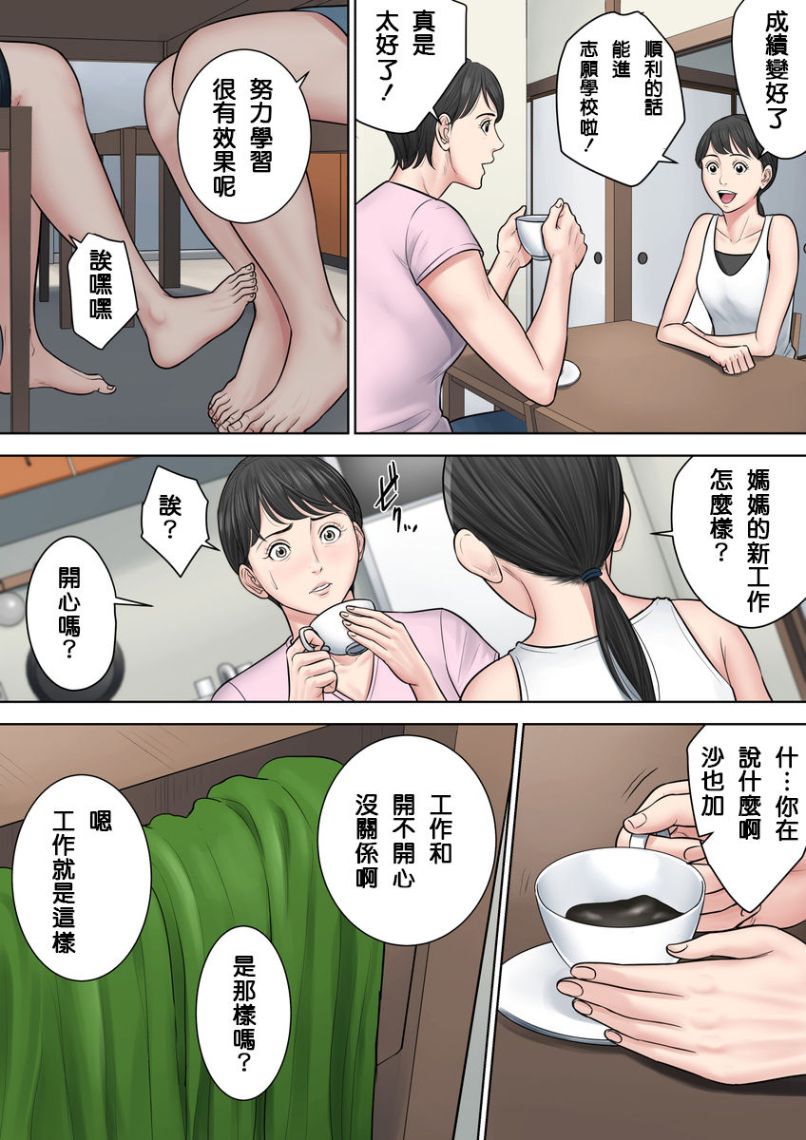 成績變好了
順利的話
能進
志願學校啦！
真是
太好了！
努力學習
很有效果呢
誒嘿嘿
媽媽的新工作
怎麼樣？
誒？
開心嗎？
什…你在
說什麼啊
沙也加
工作和
開不開心
沒關係啊
是那樣嗎？
嗯
工作就是這樣